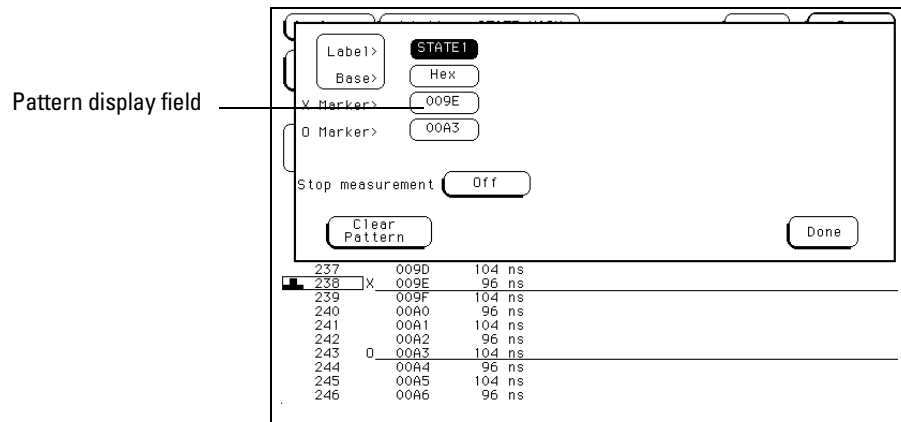 Label> STATE1
Base> Hex
Pattern display field
X Marker> 009E
O Marker> 00A3
Stop measurement Off
Clear
Pattern
Done
237 009D 104 ns
238 X 009E 96 ns
239 009F 104 ns
240 00A0 96 ns
241 00A1 104 ns
242 00A2 96 ns
243 O 00A3 104 ns
244 00A4 96 ns
245 00A5 104 ns
246 00A6 96 ns